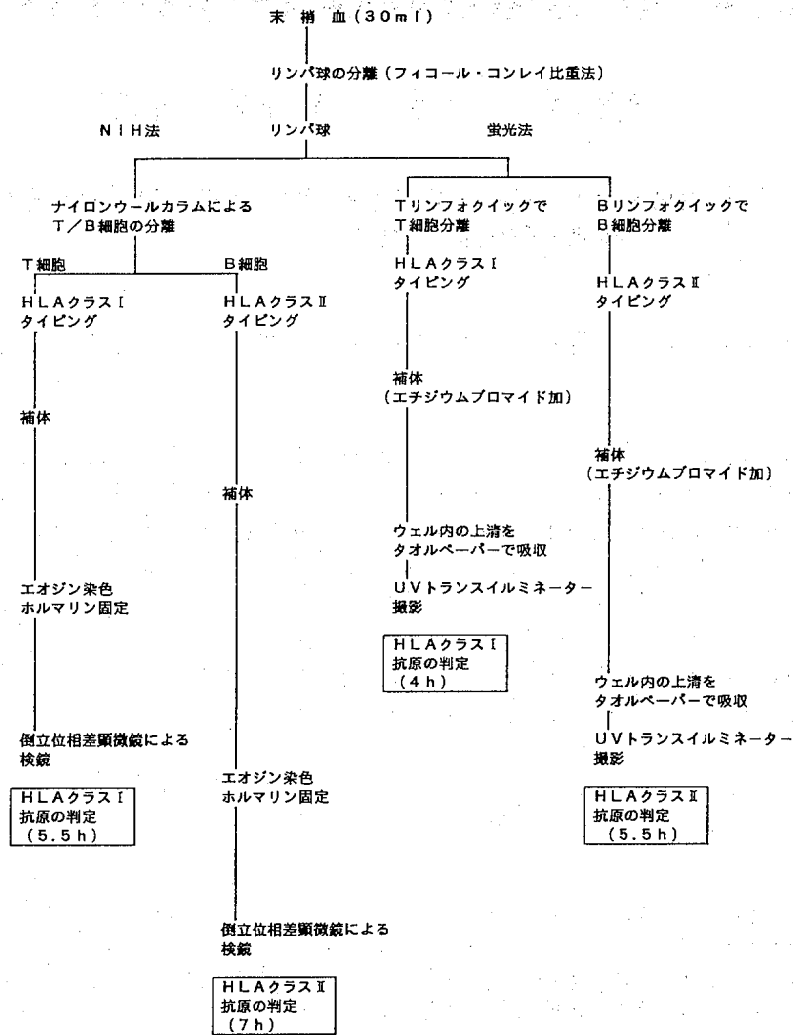 末梢血(30ml)
リンパ球の分離(フィコール・コンレイ比重法)
NIH法
リンパ球
蛍光法
ナイロンウールカラムによる
T/B細胞の分離
T細胞
HLAクラスⅠ
タイピング
補体
エオジン染色
ホルマリン固定
倒立位相差顕微鏡による
検鏡
HLAクラスⅠ
抗原の判定
(5.5h)
B細胞
HLAクラスⅡ
タイピング
補体
エオジン染色
ホルマリン固定
倒立位相差顕微鏡による
検鏡
HLAクラスⅡ
抗原の判定
(7h)
Tリンフォクイックで
T細胞分離
HLAクラスⅠ
タイピング
補体
(エチジウムブロマイド加)
ウェル内の上清を
タオルペーパーで吸収
UVトランスイルミネーター
撮影
HLAクラスⅠ
抗原の判定
(4h)
Bリンフォクイックで
B細胞分離
HLAクラスⅡ
タイピング
補体
(エチジウムブロマイド加)
ウェル内の上清を
タオルペーパーで吸収
UVトランスイルミネーター
撮影
HLAクラスⅡ
抗原の判定
(5.5h)